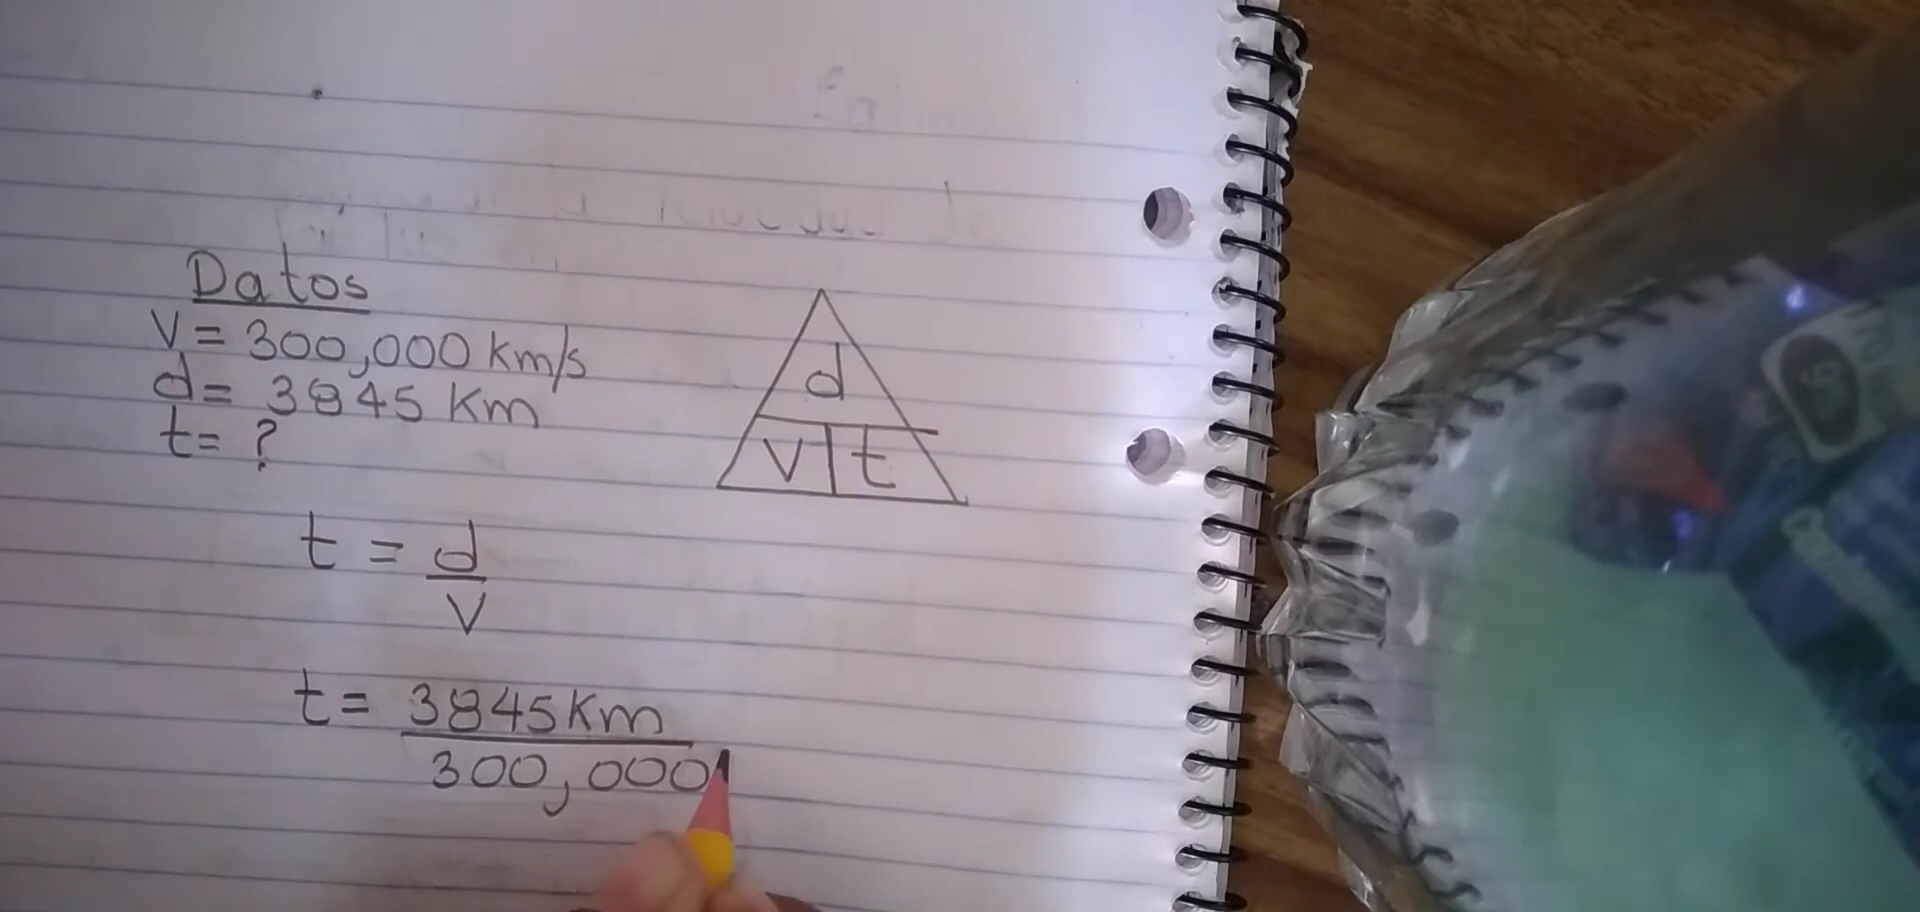 Datos
V = 300,000 km/s
d = 3845 Km
t = ?
d
V t
t = d
V
t = 3845 Km
300,000